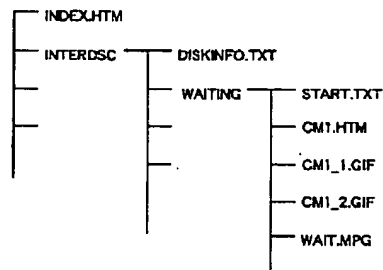 INDEX.HTM
INTERDSC
DISKINFO.TXT
WAITING
START.TXT
CM1.HTM
CM1_1.GIF
CM1_2.GIF
WAIT.MPG